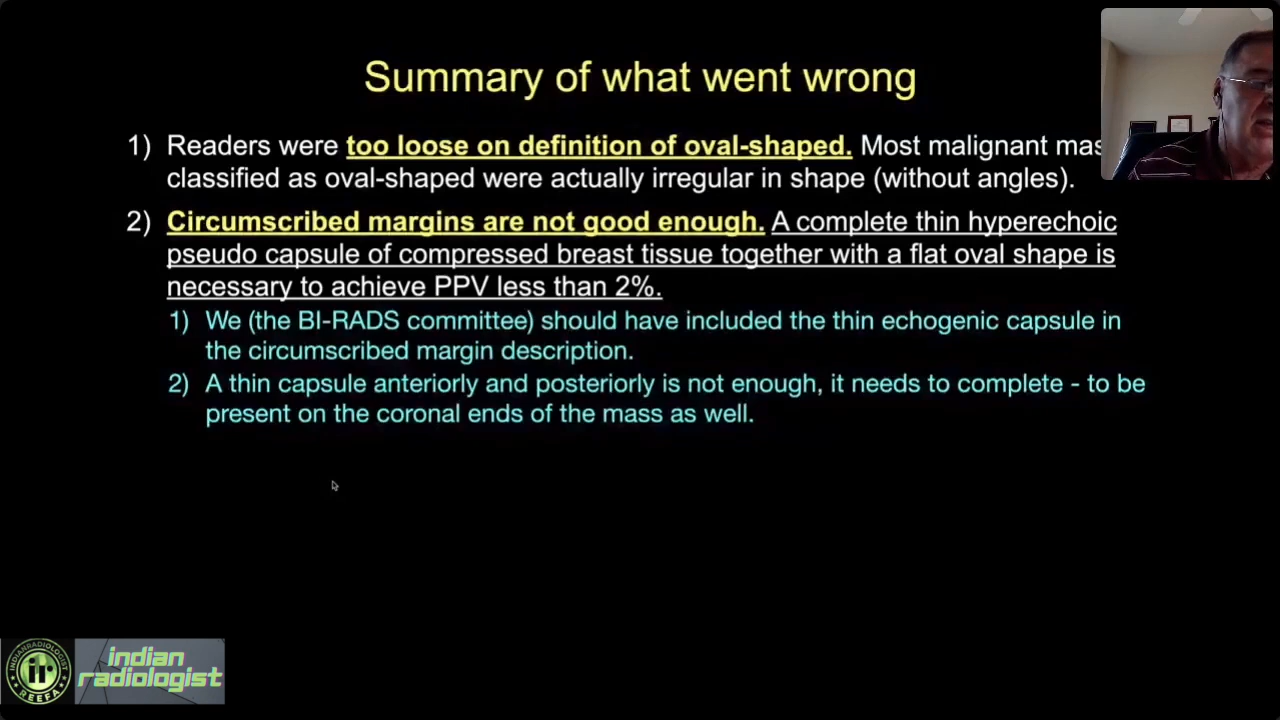 Summary of what went wrong
1) Readers were too loose on definition of oval-shaped. Most malignant
classified as oval-shaped were actually irregular in shape (without angles).
2) Circumscribed margins are not good enough. A complete thin hyperechoic
pseudo capsule of compressed breast tissue together with a flat oval shape is
necessary to achieve PPV less than 2%.
1) We (the BI-RADS committee) should have included the thin echogenic capsule in
the circumscribed margin description.
2) A thin capsule anteriorly and posteriorly is not enough, it needs to complete - to be
present on the coronal ends of the mass as well.
INDIANRADIOLOGIST
ir
REEFA
indian
radiologist